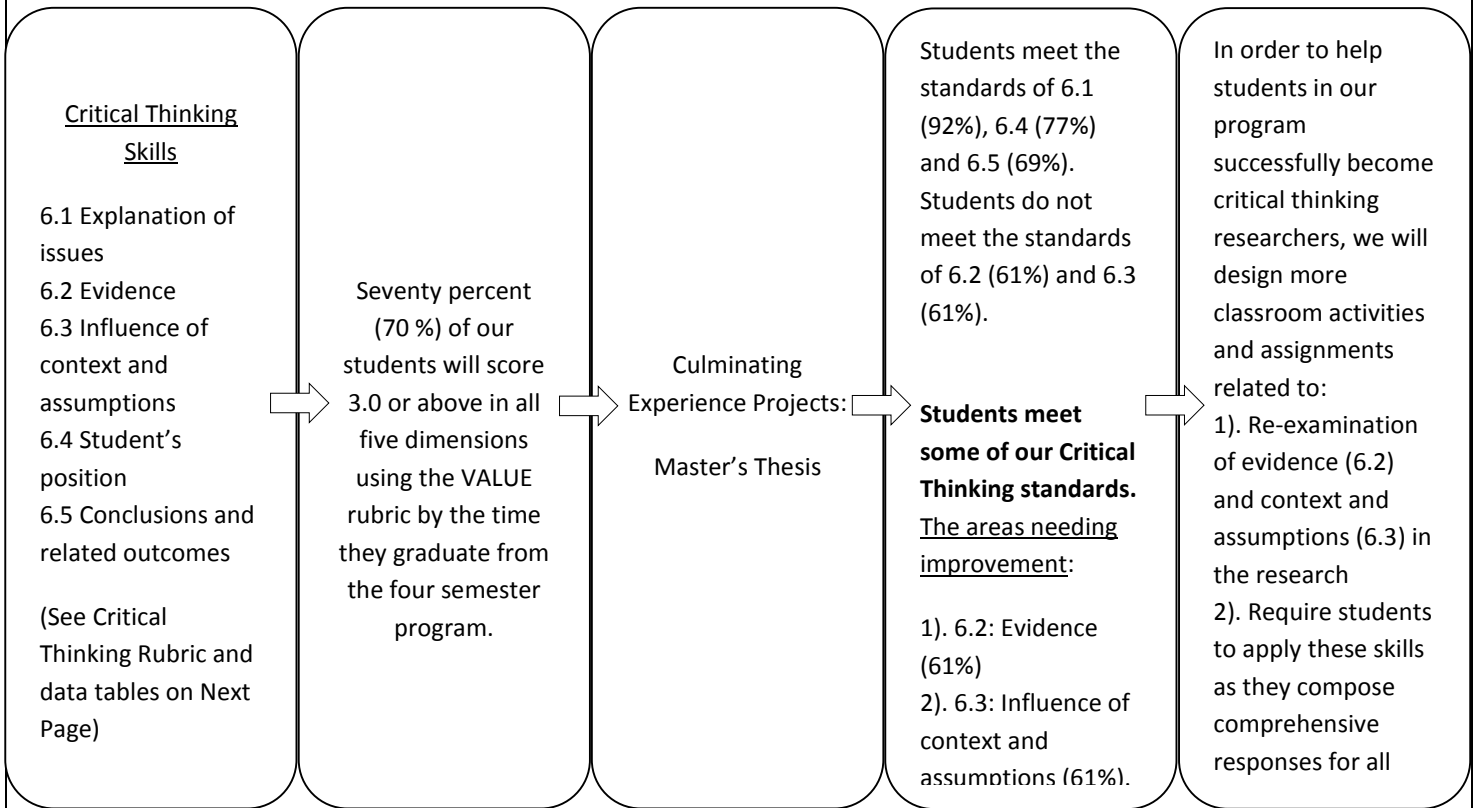 Critical Thinking
Skills
6.1 Explanation of
issues
6.2 Evidence
6.3 Influence of
context and
assumptions
6.4 Student’s
position
6.5 Conclusions and
related outcomes
(See Critical
Thinking Rubric and
data tables on Next
Page)
Seventy percent
(70 %) of our
students will score
3.0 or above in all
five dimensions
using the VALUE
rubric by the time
they graduate from
the four semester
program.
Culminating
Experience Projects:
Master’s Thesis
Students meet the
standards of 6.1
(92%), 6.4 (77%)
and 6.5 (69%).
Students do not
meet the standards
of 6.2 (61%) and 6.3
(61%).
Students meet
some of our Critical
Thinking standards.
The areas needing
improvement:
1). 6.2: Evidence
(61%)
2). 6.3: Influence of
context and
assumptions (61%).
In order to help
students in our
program
successfully become
critical thinking
researchers, we will
design more
classroom activities
and assignments
related to:
1). Re-examination
of evidence (6.2)
and context and
assumptions (6.3) in
the research
2). Require students
to apply these skills
as they compose
comprehensive
responses for all